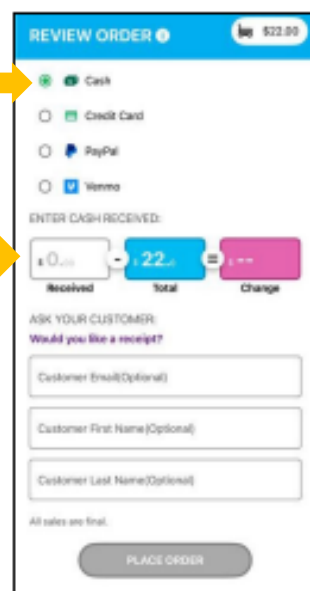 REVIEW ORDER
$22.00
Cash
Credit Card
PayPal
Venmo
ENTER CASH RECEIVED:
$ 0.00 - $ 22.00 = $ --
Received Total Change
ASK YOUR CUSTOMER:
Would you like a receipt?
Customer Email(Optional)
Customer First Name(Optional)
Customer Last Name(Optional)
All sales are final.
PLACE ORDER